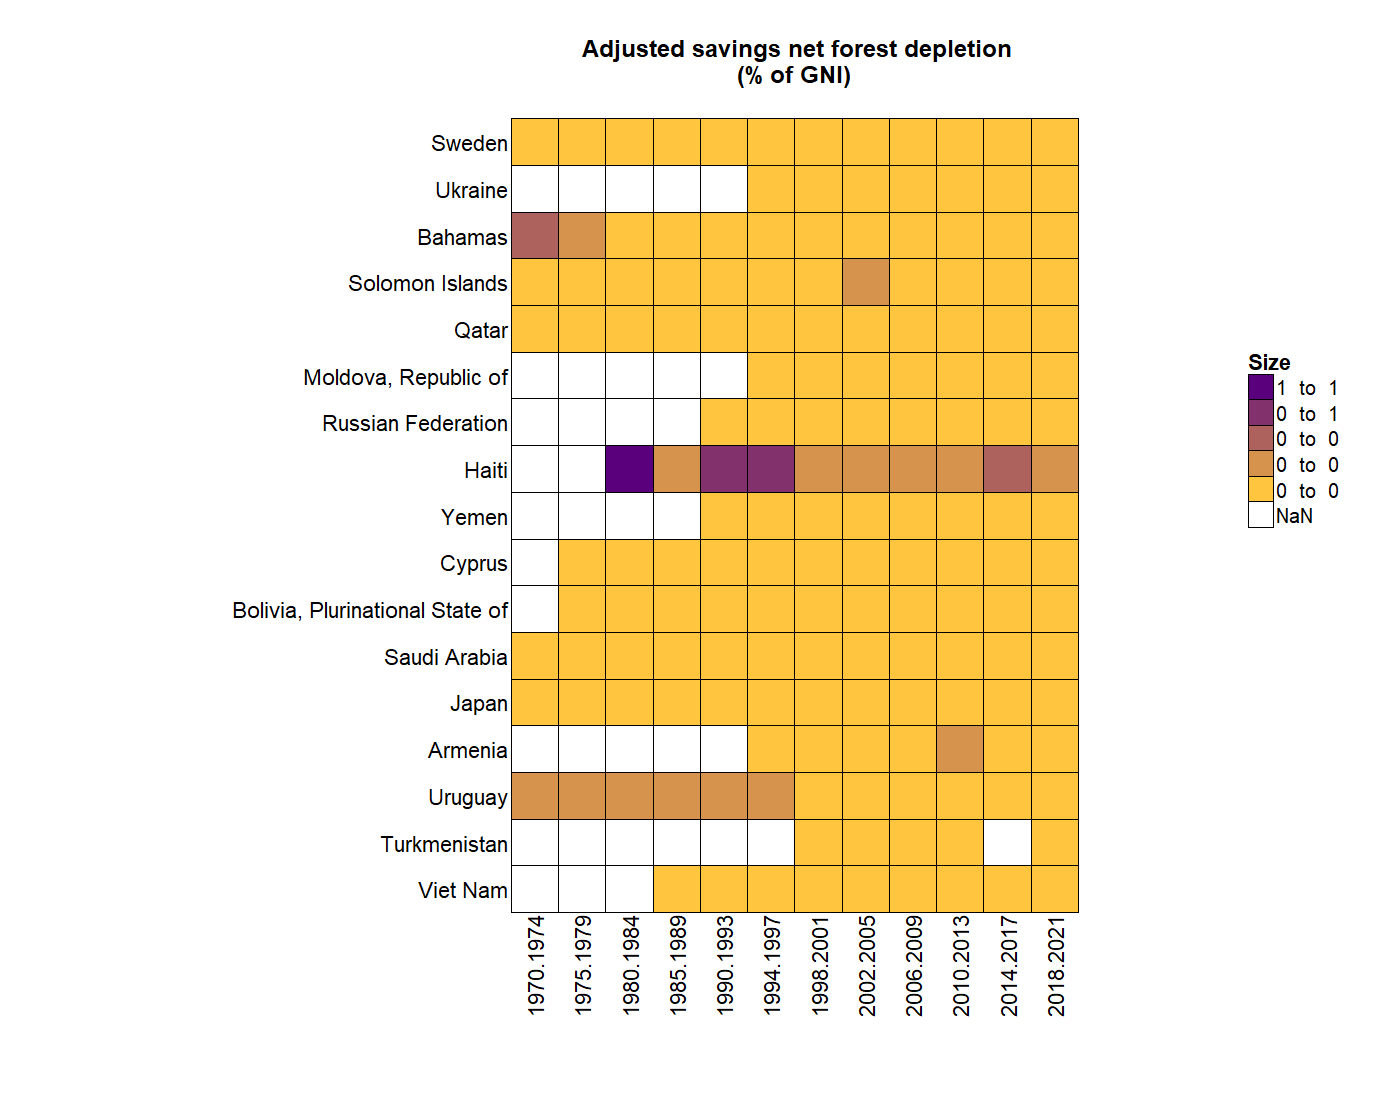 Adjusted savings net forest depletion
(% of GNI)
Sweden
Ukraine
Bahamas
Solomon Islands
Qatar
Moldova, Republic of
Russian Federation
Haiti
Yemen
Cyprus
Bolivia, Plurinational State of
Saudi Arabia
Japan
Armenia
Uruguay
Turkmenistan
Viet Nam
1970.1974
1975.1979
1980.1984
1985.1989
1990.1993
1994.1997
1998.2001
2002.2005
2006.2009
2010.2013
2014.2017
2018.2021
Size
1 to 1
0 to 1
0 to 0
0 to 0
0 to 0
NaN